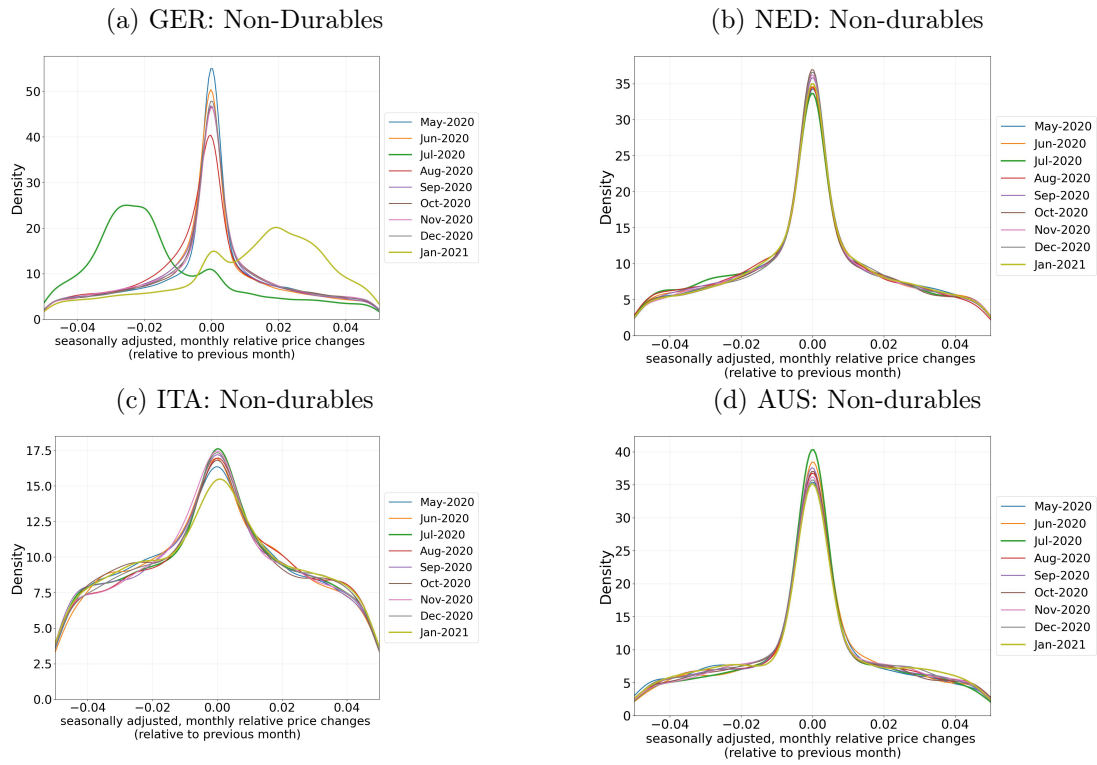 (a) GER: Non-Durables
Density
50
40
30
20
10
0
−0.04
−0.02
0.00
0.02
0.04
seasonally adjusted, monthly relative price changes
(relative to previous month)
May-2020
Jun-2020
Jul-2020
Aug-2020
Sep-2020
Oct-2020
Nov-2020
Dec-2020
Jan-2021
(b) NED: Non-durables
Density
35
30
25
20
15
10
5
0
−0.04
−0.02
0.00
0.02
0.04
seasonally adjusted, monthly relative price changes
(relative to previous month)
May-2020
Jun-2020
Jul-2020
Aug-2020
Sep-2020
Oct-2020
Nov-2020
Dec-2020
Jan-2021
(c) ITA: Non-durables
Density
17.5
15.0
12.5
10.0
7.5
5.0
2.5
0.0
−0.04
−0.02
0.00
0.02
0.04
seasonally adjusted, monthly relative price changes
(relative to previous month)
May-2020
Jun-2020
Jul-2020
Aug-2020
Sep-2020
Oct-2020
Nov-2020
Dec-2020
Jan-2021
(d) AUS: Non-durables
Density
40
35
30
25
20
15
10
5
0
−0.04
−0.02
0.00
0.02
0.04
seasonally adjusted, monthly relative price changes
(relative to previous month)
May-2020
Jun-2020
Jul-2020
Aug-2020
Sep-2020
Oct-2020
Nov-2020
Dec-2020
Jan-2021